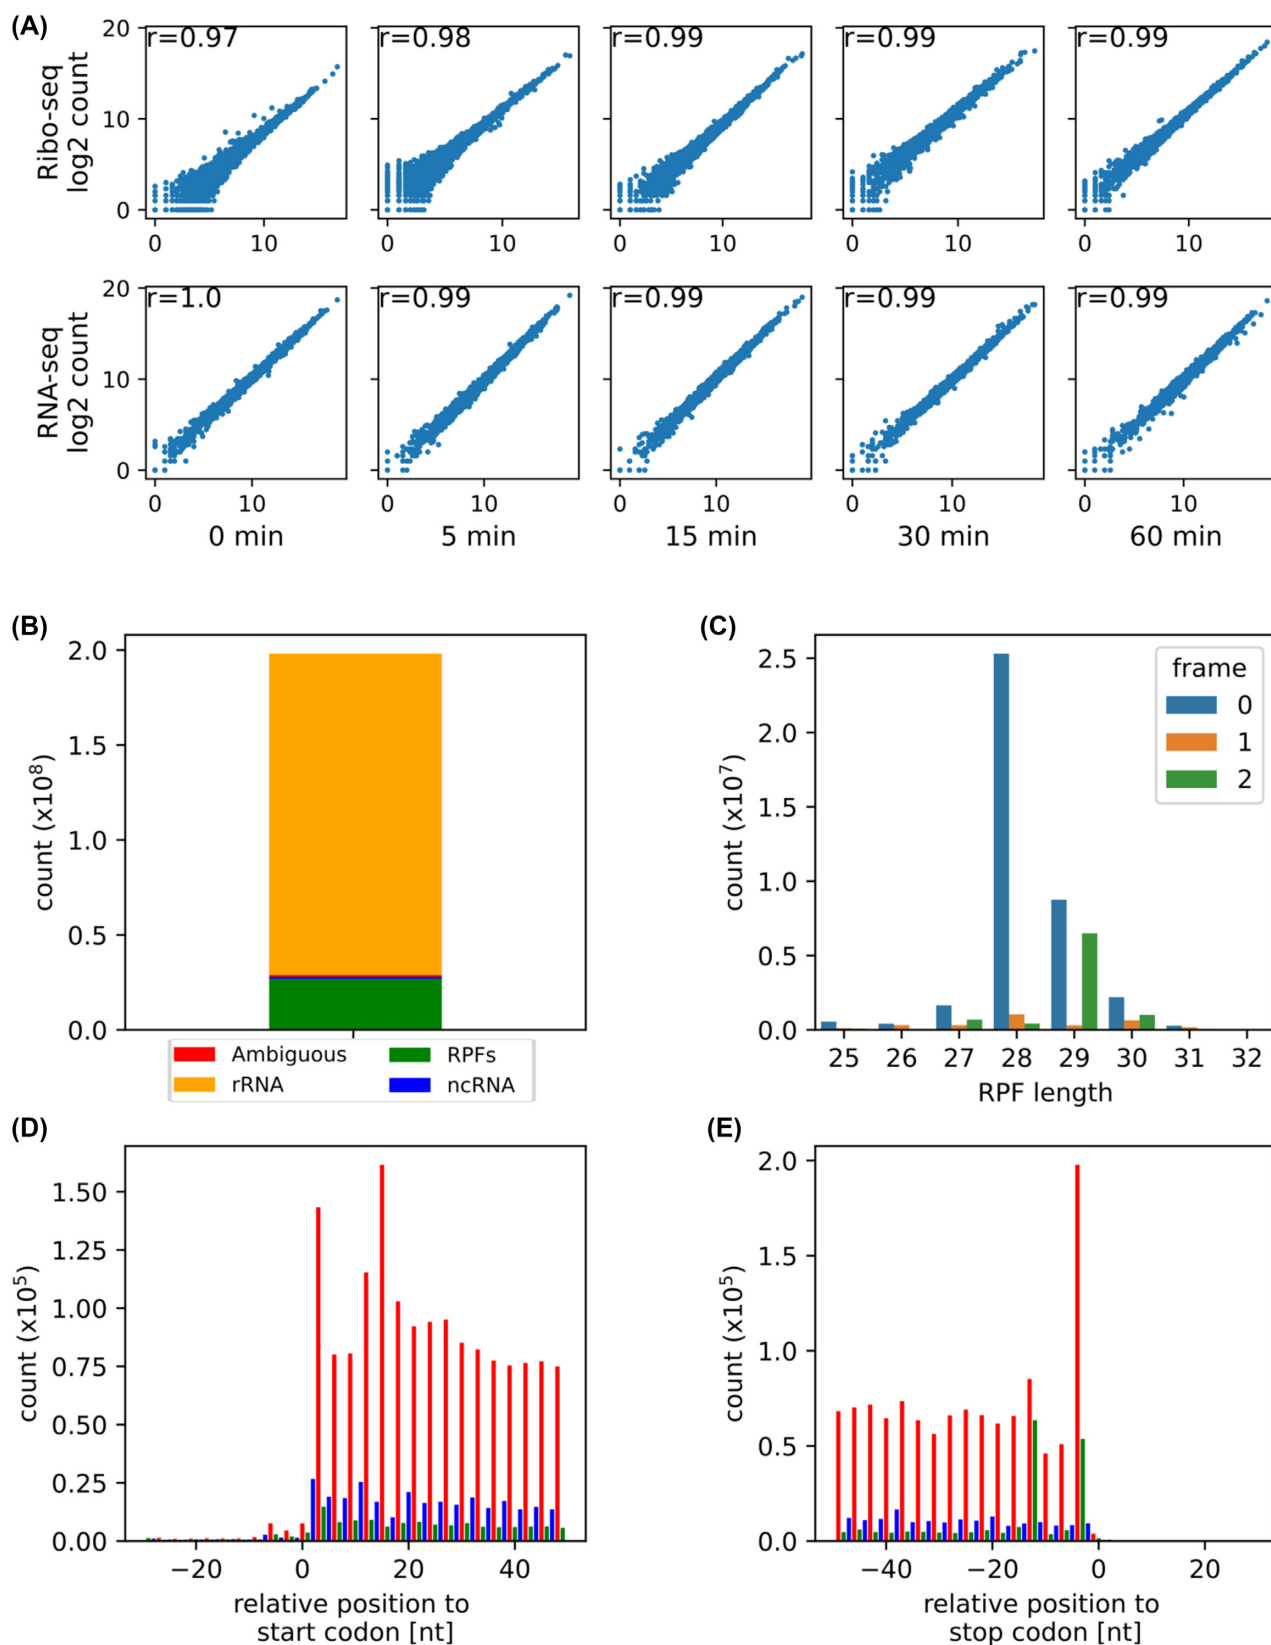 (A)
r=0.97
r=0.98
r=0.99
r=0.99
r=0.99
Ribo-seq
log2 count
20
10
0
0 10
0 10
0 10
0 10
0 10
r=1.0
r=0.99
r=0.99
r=0.99
r=0.99
RNA-seq
log2 count
20
10
0
0 10
0 10
0 10
0 10
0 10
0 min
5 min
15 min
30 min
60 min
(B)
count (x10⁸)
2.0
1.5
1.0
0.5
0.0
Ambiguous
RPFs
rRNA
ncRNA
(C)
count (x10⁷)
2.5
2.0
1.5
1.0
0.5
0.0
frame
0
1
2
25 26 27 28 29 30 31 32
RPF length
(D)
count (x10⁵)
1.50
1.25
1.00
0.75
0.50
0.25
0.00
−20 0 20 40
relative position to
start codon [nt]
(E)
count (x10⁵)
2.0
1.5
1.0
0.5
0.0
−40 −20 0 20
relative position to
stop codon [nt]